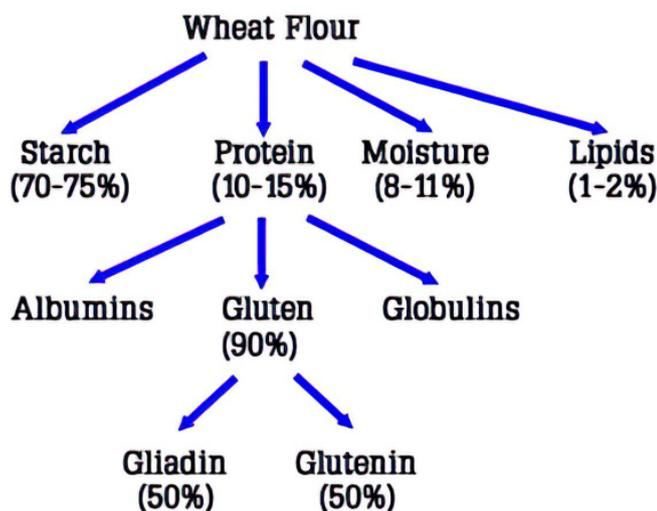 Wheat Flour
Starch Protein Moisture Lipids
(70-75%) (10-15%) (8-11%) (1-2%)
Albumins Gluten Globulins
(90%)
Gliadin Glutenin
(50%) (50%)